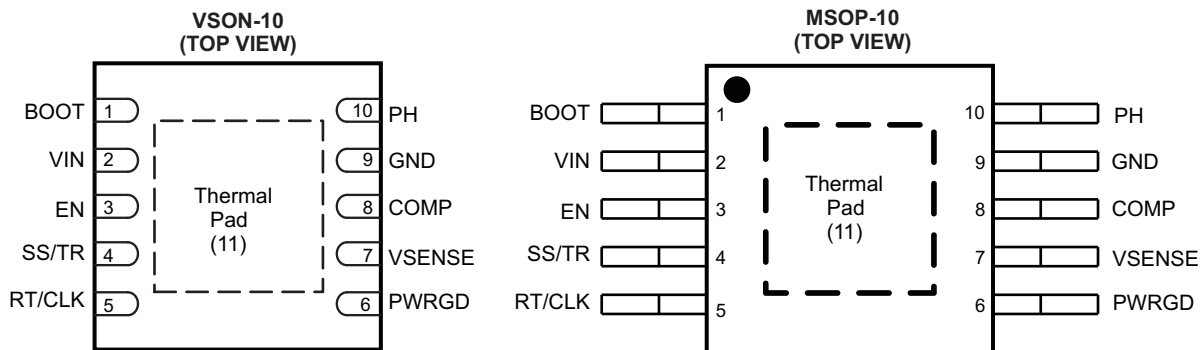 VSON-10
(TOP VIEW)
BOOT 1
VIN 2
EN 3
SS/TR 4
RT/CLK 5
10 PH
9 GND
8 COMP
7 VSENSE
6 PWRGD
Thermal
Pad
(11)
MSOP-10
(TOP VIEW)
BOOT 1
VIN 2
EN 3
SS/TR 4
RT/CLK 5
10 PH
9 GND
8 COMP
7 VSENSE
6 PWRGD
Thermal
Pad
(11)